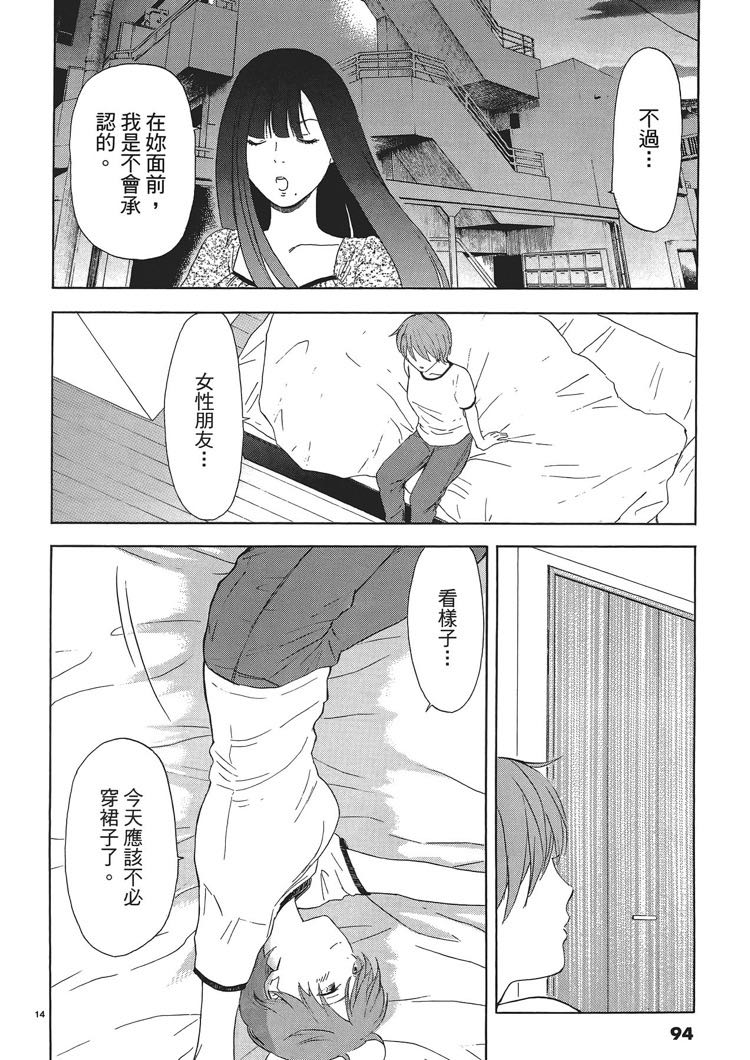 不過…
在妳面前，
我是不會承
認的。
女性朋友…
看樣子…
今天應該不必
穿裙子了。
14
94